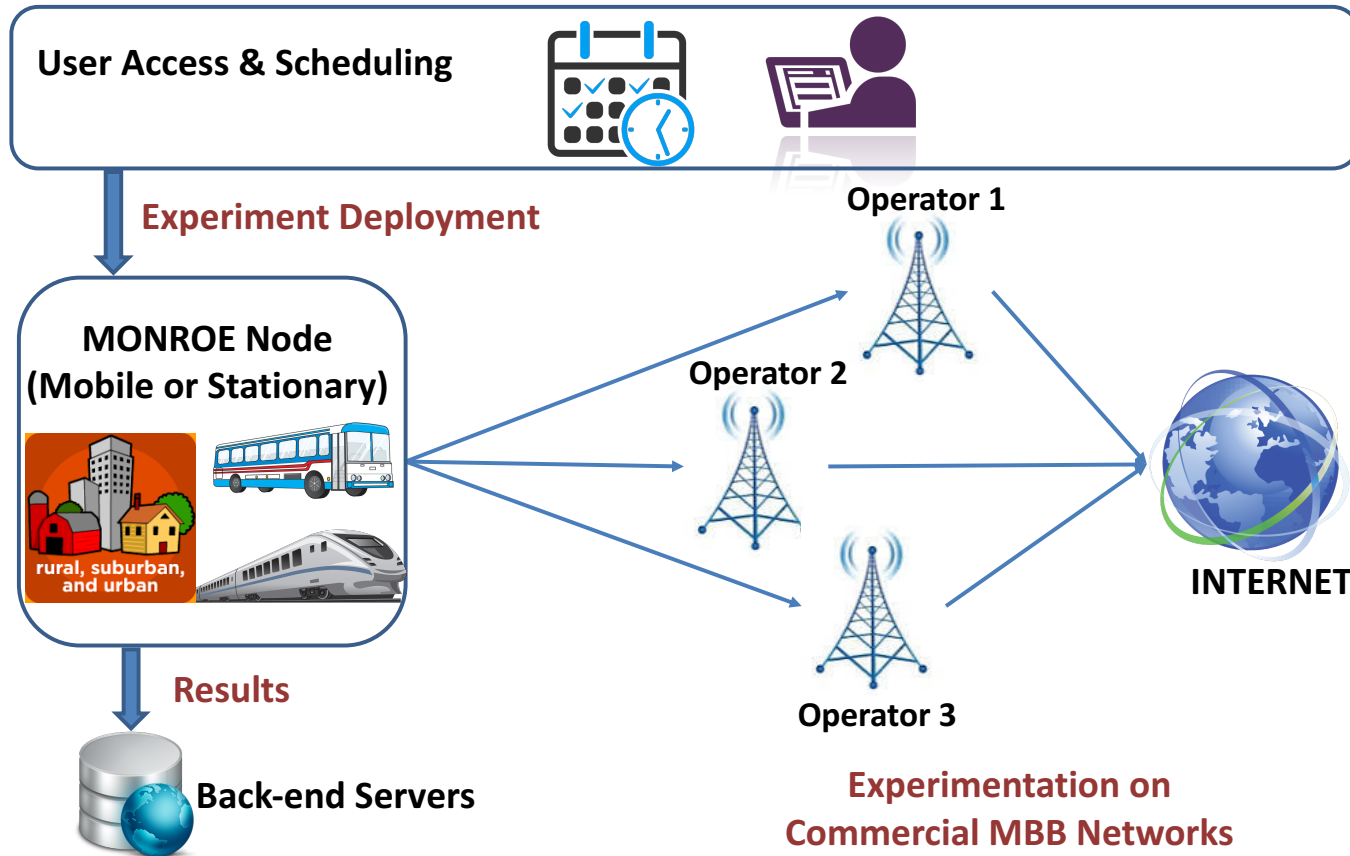 User Access & Scheduling
Experiment Deployment
Operator 1
MONROE Node
(Mobile or Stationary)
Operator 2
rural, suburban,
and urban
INTERNET
Results
Operator 3
Back-end Servers
Experimentation on
Commercial MBB Networks